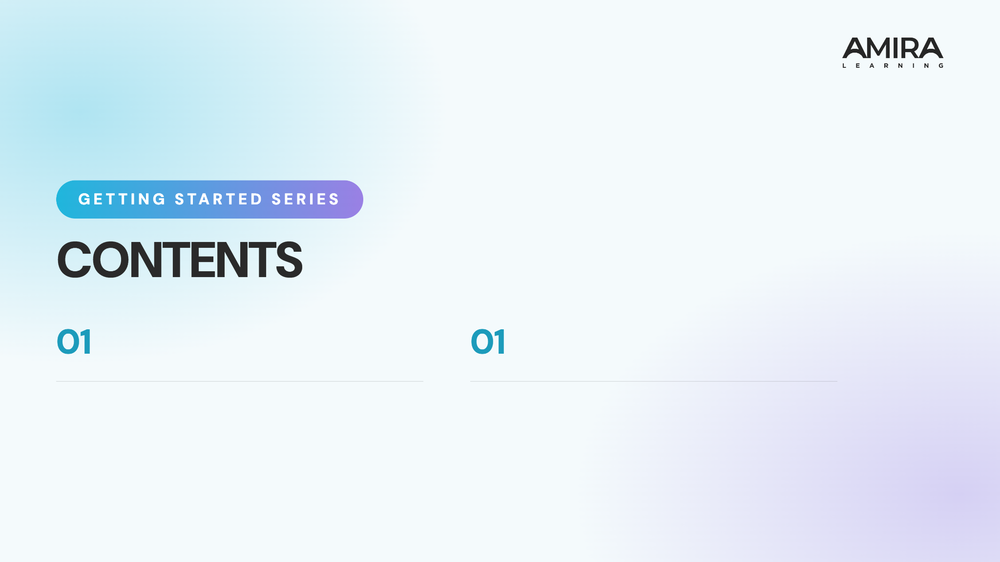 AMIRA
LEARNING
GETTING STARTED SERIES
CONTENTS
01
01